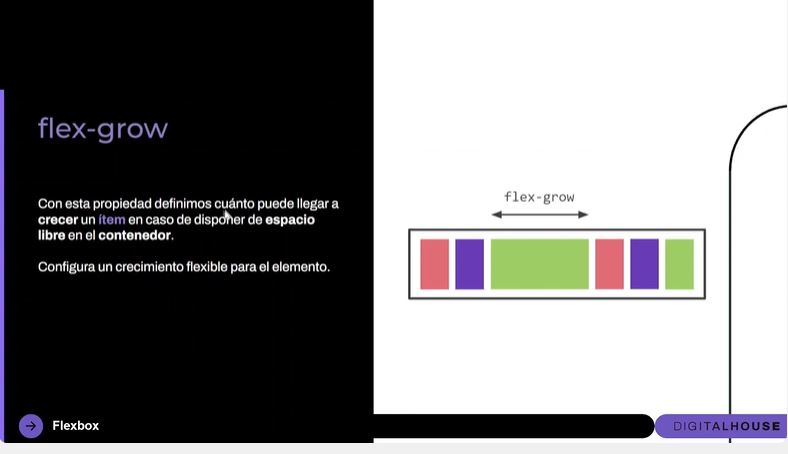 flex-grow
Con esta propiedad definimos cuánto puede llegar a
crecer un ítem en caso de disponer de espacio
libre en el contenedor.
Configura un crecimiento flexible para el elemento.
flex-grow
Flexbox
DIGITALHOUSE